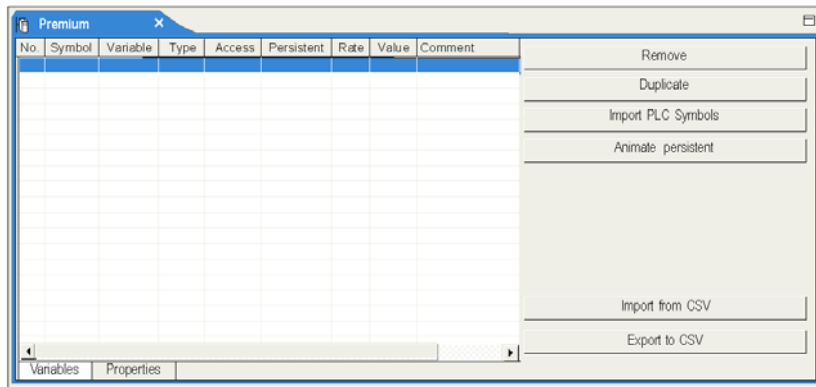 Premium
No. Symbol Variable Type Access Persistent Rate Value Comment
Remove
Duplicate
Import PLC Symbols
Animate persistent
Import from CSV
Export to CSV
Variables Properties